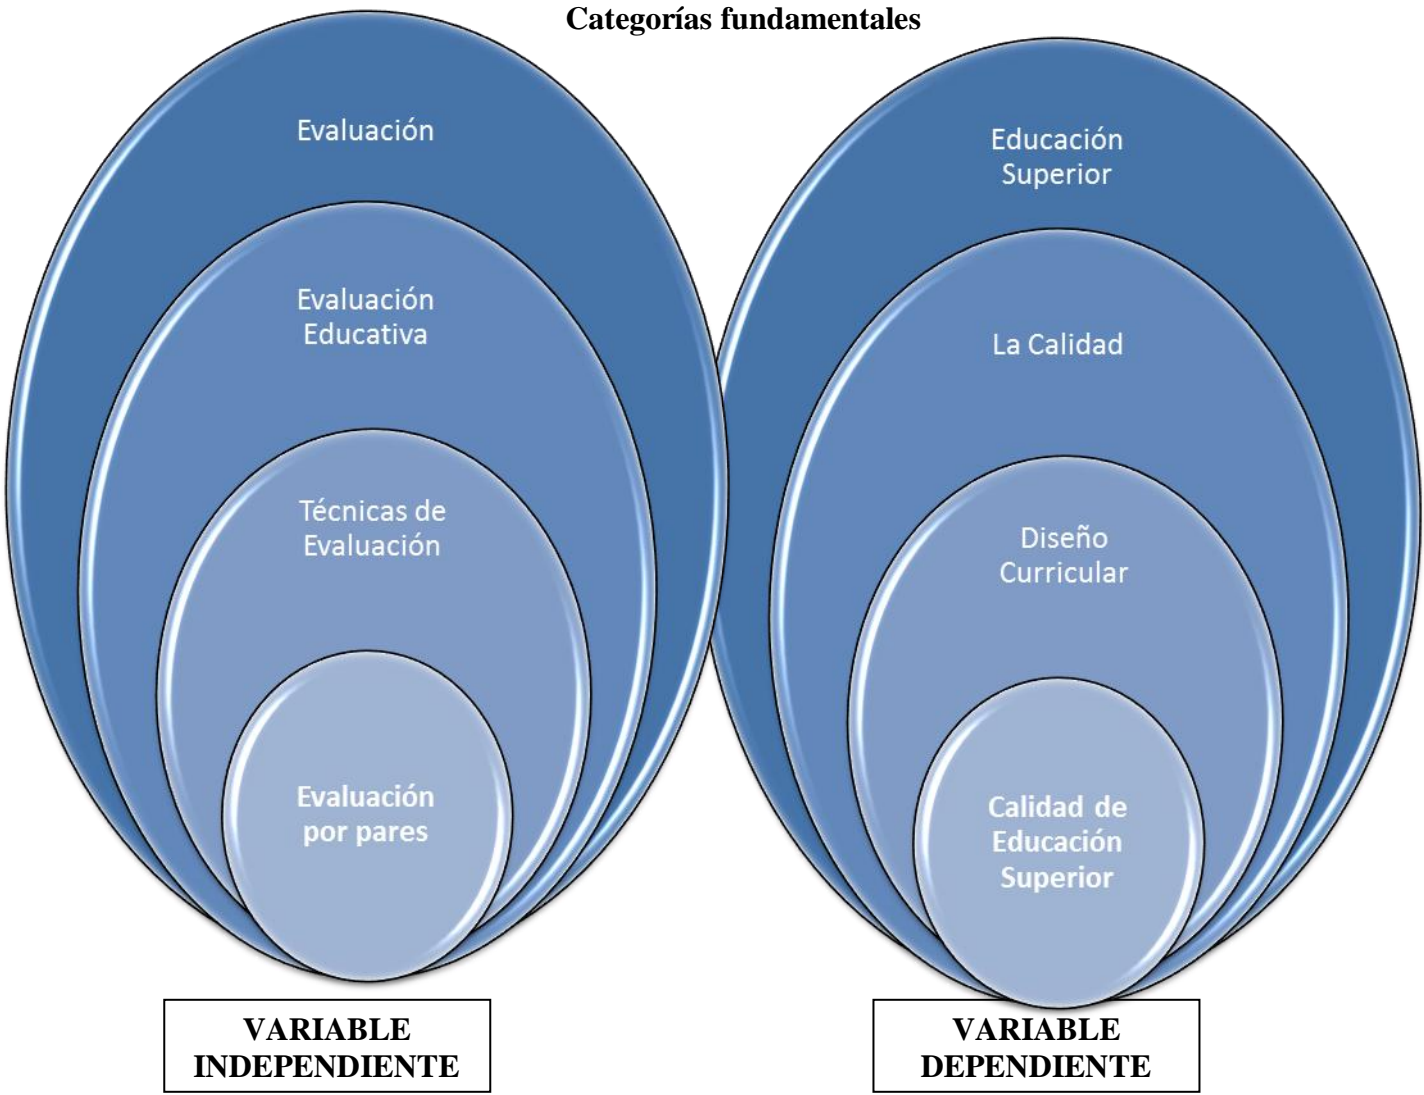 Categorías fundamentales
Evaluación
Evaluación
Educativa
Técnicas de
Evaluación
Evaluación
por pares
VARIABLE
INDEPENDIENTE
Educación
Superior
La Calidad
Diseño
Curricular
Calidad de
Educación
Superior
VARIABLE
DEPENDIENTE